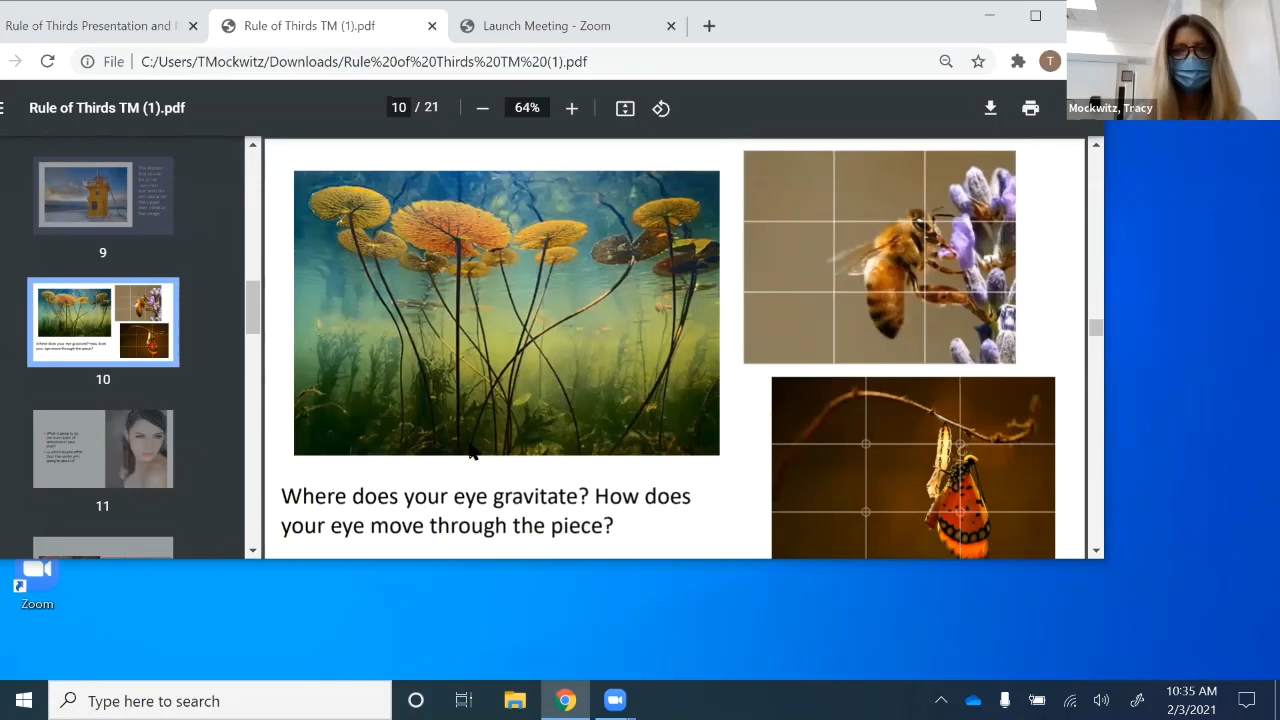 Rule of Thirds Presentation and
Rule of Thirds TM (1).pdf
Launch Meeting - Zoom
File
C:/Users/TMockwitz/Downloads/Rule%20of%20Thirds%20TM%20(1).pdf
T
Mockwitz, Tracy
Rule of Thirds TM (1).pdf
10 / 21
64%
9
10
11
Where does your eye gravitate? How does
your eye move through the piece?
Zoom
Type here to search
10:35 AM
2/3/2021